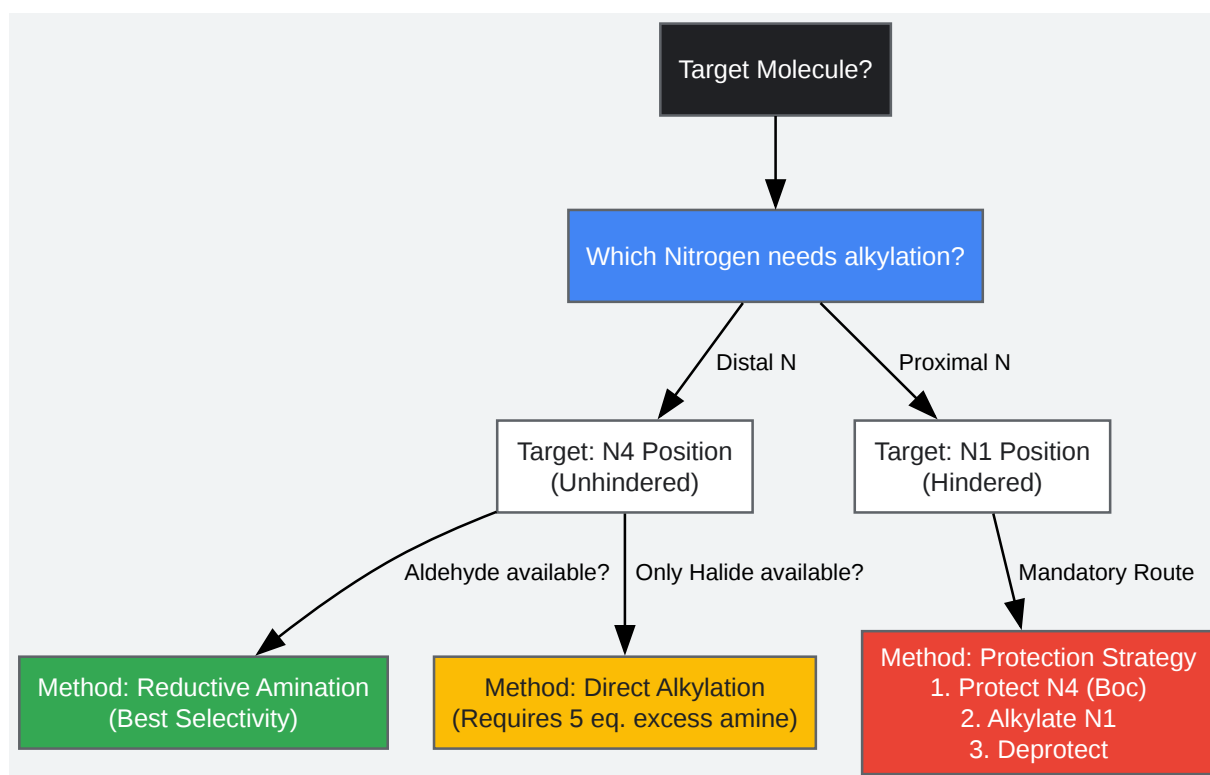 Target Molecule?
Which Nitrogen needs alkylation?
Distal N
Proximal N
Target: N4 Position
(Unhindered)
Target: N1 Position
(Hindered)
Aldehyde available?
Only Halide available?
Mandatory Route
Method: Reductive Amination
(Best Selectivity)
Method: Direct Alkylation
(Requires 5 eq. excess amine)
Method: Protection Strategy
1. Protect N4 (Boc)
2. Alkylate N1
3. Deprotect